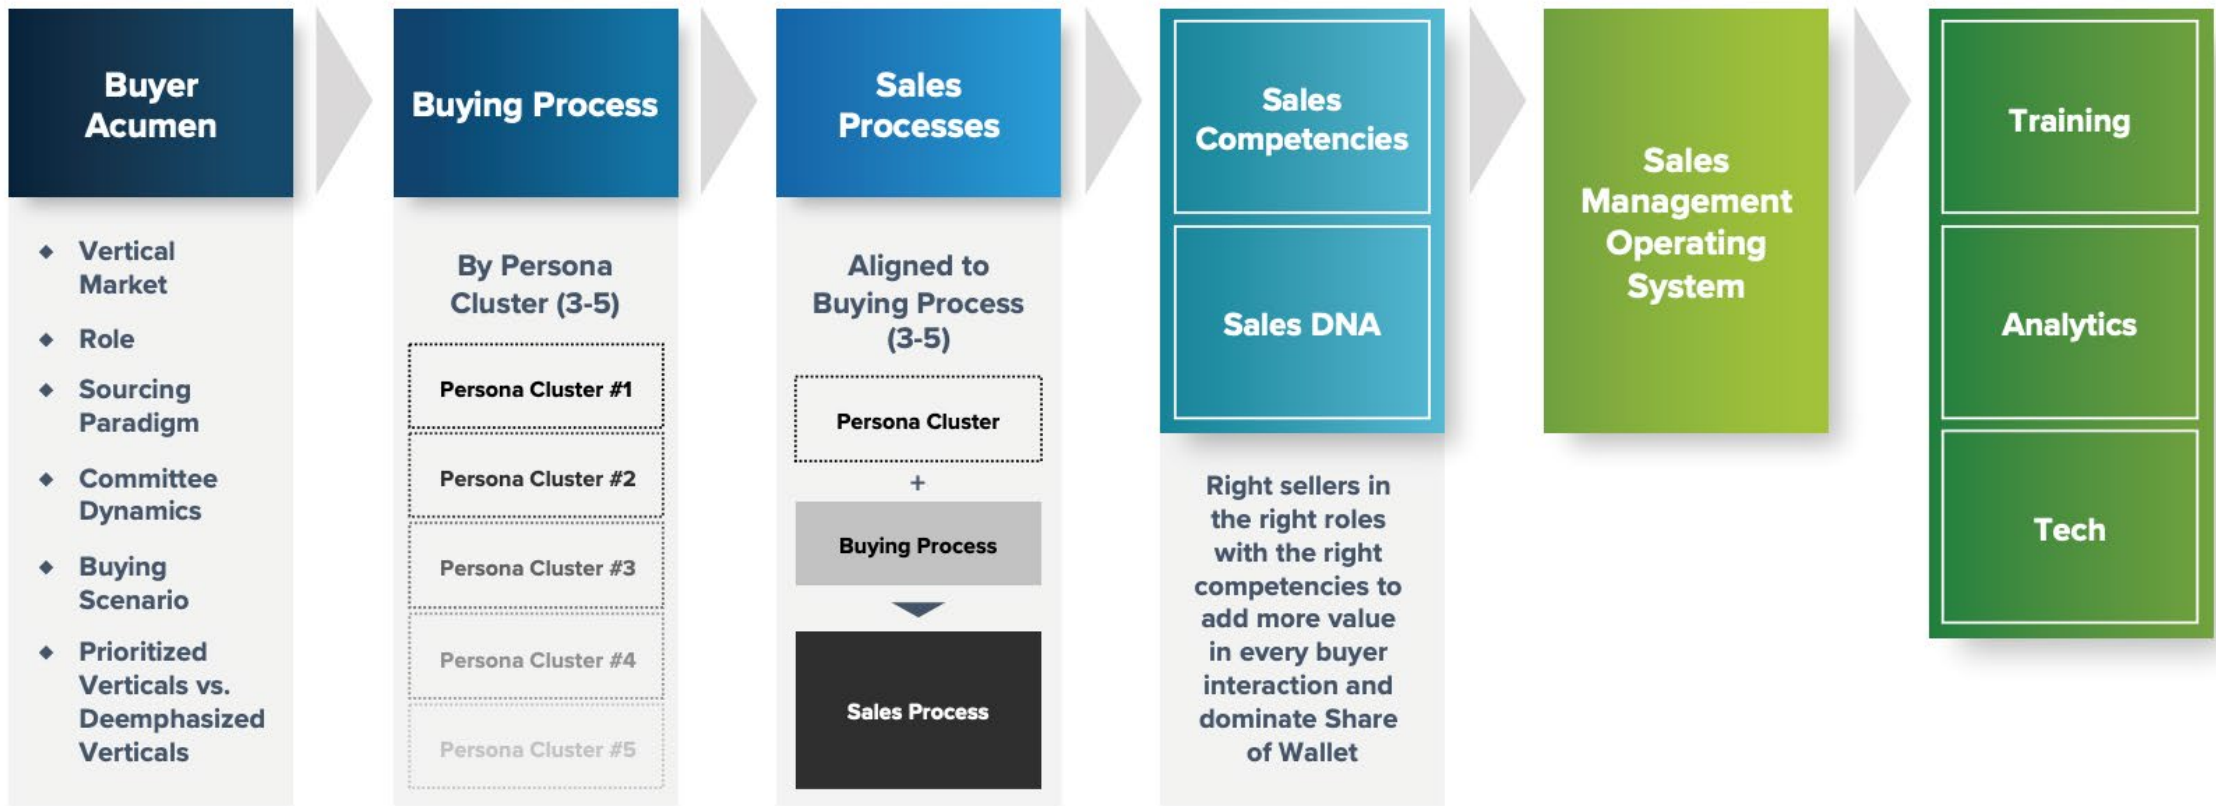 Buyer
Acumen
Vertical
Market
Role
Sourcing
Paradigm
Committee
Dynamics
Buying
Scenario
Prioritized
Verticals vs.
Deemphasized
Verticals
Buying Process
By Persona
Cluster (3-5)
Persona Cluster #1
Persona Cluster #2
Persona Cluster #3
Persona Cluster #4
Persona Cluster #5
Sales
Processes
Aligned to
Buying Process
(3-5)
Persona Cluster
+
Buying Process
Sales Process
Sales
Competencies
Sales DNA
Right sellers in
the right roles
with the right
competencies to
add more value
in every buyer
interaction and
dominate Share
of Wallet
Sales
Management
Operating
System
Training
Analytics
Tech